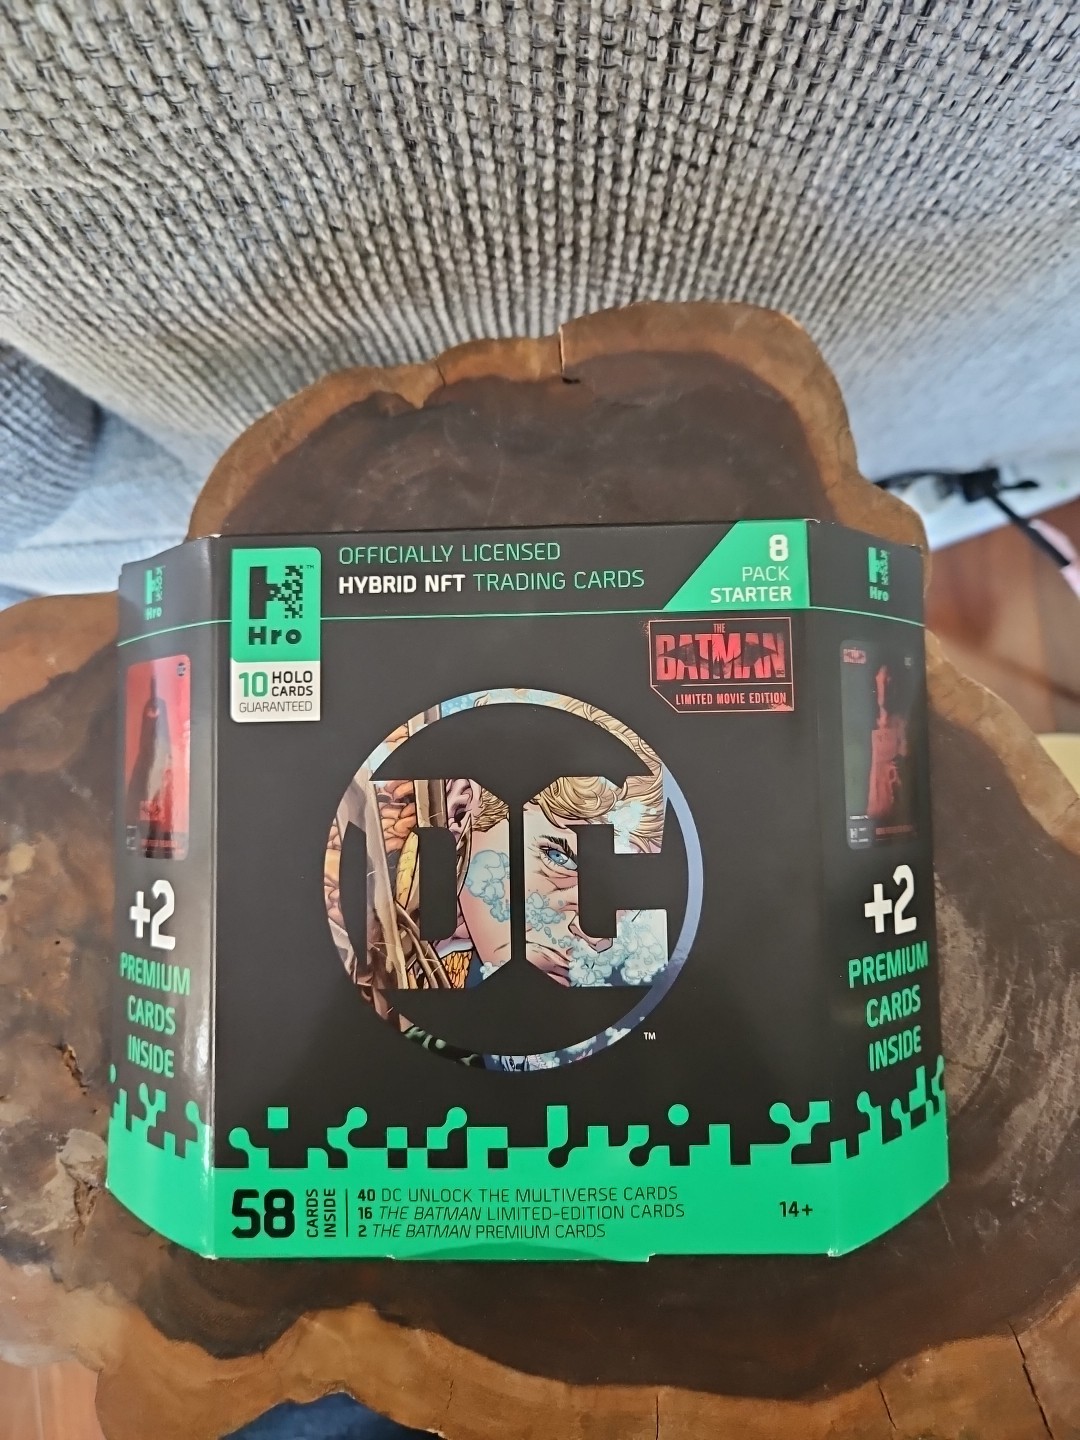 Hro
+2
PREMIUM
CARDS
INSIDE
Hro™
10 HOLO CARDS
GUARANTEED
OFFICIALLY LICENSED
HYBRID NFT TRADING CARDS
8
PACK
STARTER
THE
BATMAN
LIMITED MOVIE EDITION
DC
TM
58 CARDS INSIDE
40 DC UNLOCK THE MULTIVERSE CARDS
16 THE BATMAN LIMITED-EDITION CARDS
2 THE BATMAN PREMIUM CARDS
14+
Hro
+2
PREMIUM
CARDS
INSIDE